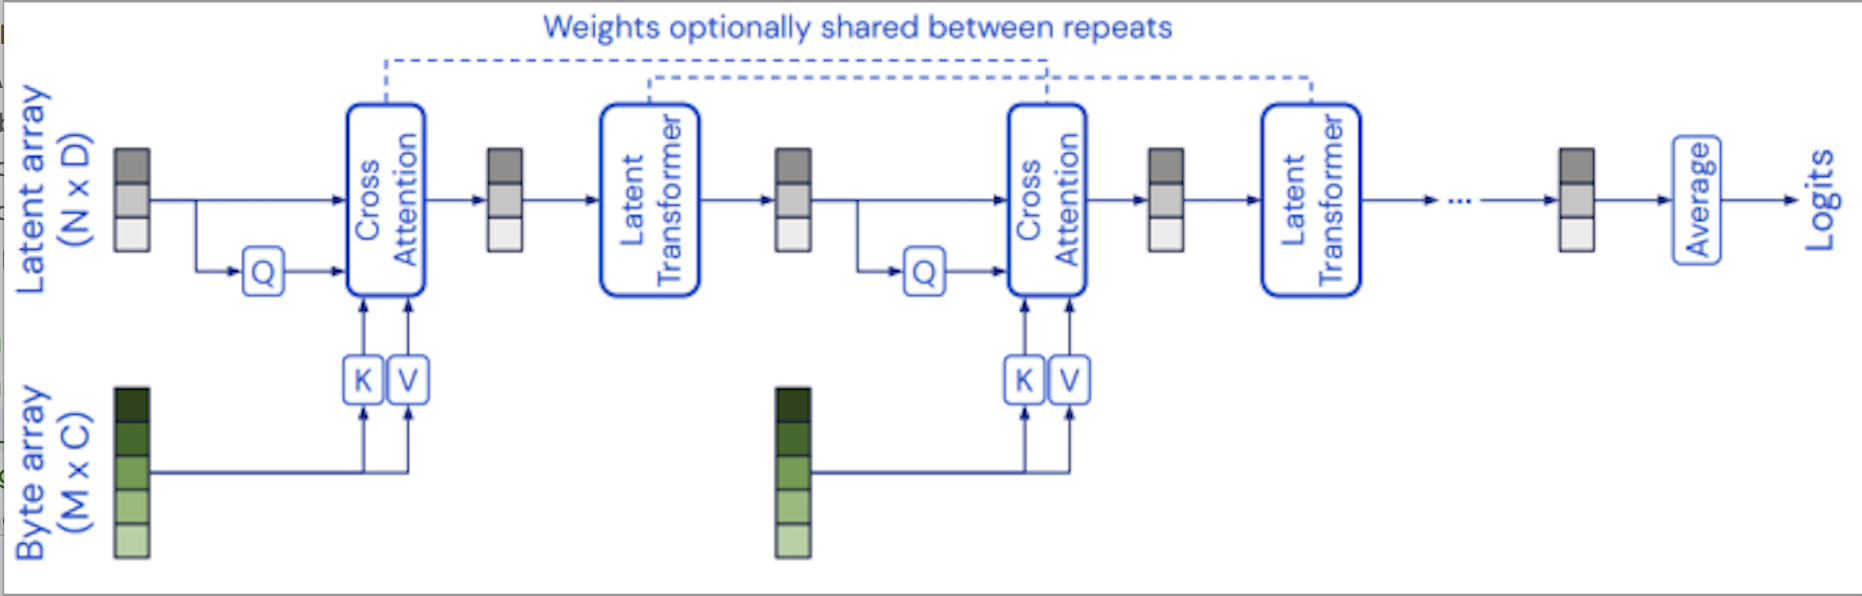 Weights optionally shared between repeats
Latent array
(N x D)
Q
Cross
Attention
Latent
Transformer
Q
Cross
Attention
Latent
Transformer
...
Average
Logits
K
V
K
V
Byte array
(M x C)